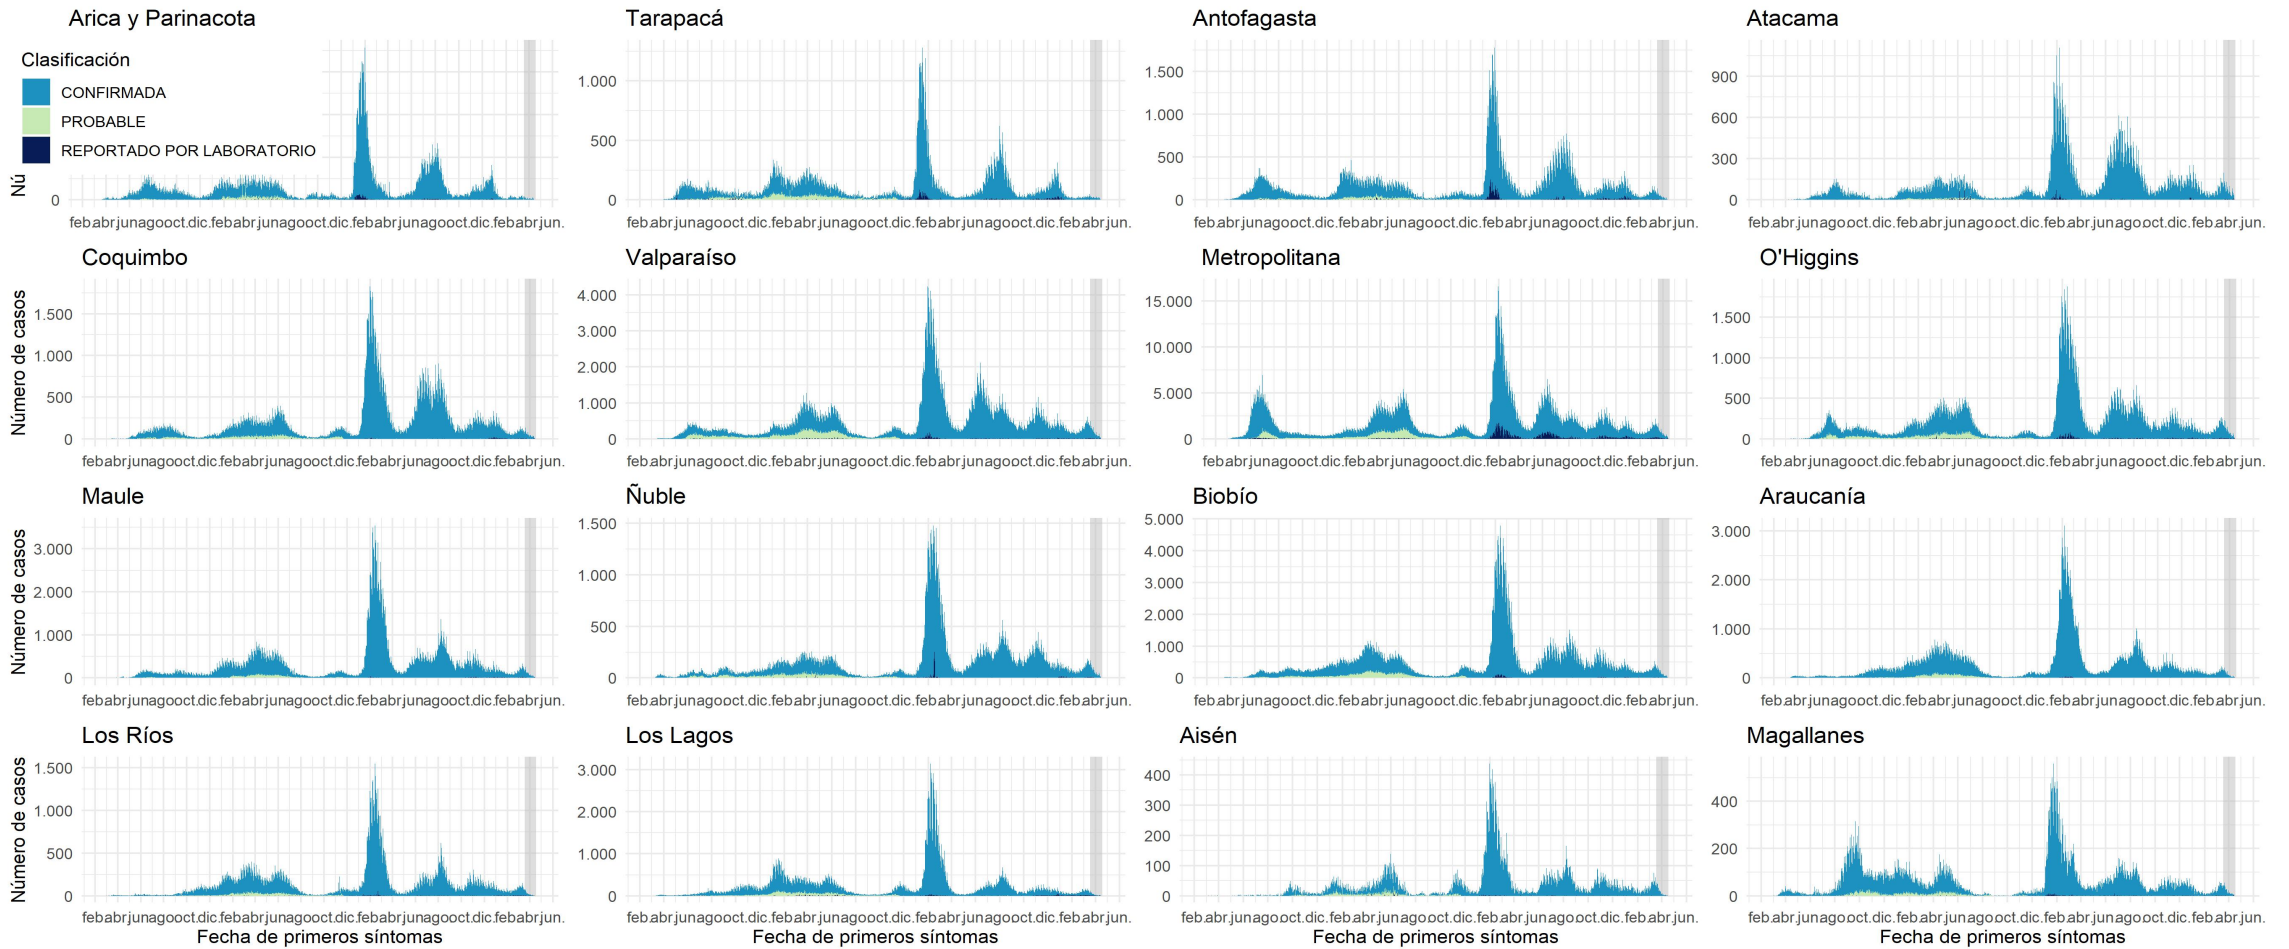 Arica y Parinacota
Tarapacá
Antofagasta
Atacama
Clasificación
CONFIRMADA
PROBABLE
REPORTADO POR LABORATORIO
Nú
0
feb.abr.jun.ago.oct.dic.feb.abr.jun.ago.oct.dic.feb.abr.jun.ago.oct.dic.feb.abr.jun.
1.000
500
0
feb.abr.jun.ago.oct.dic.feb.abr.jun.ago.oct.dic.feb.abr.jun.ago.oct.dic.feb.abr.jun.
1.500
1.000
500
0
feb.abr.jun.ago.oct.dic.feb.abr.jun.ago.oct.dic.feb.abr.jun.ago.oct.dic.feb.abr.jun.
900
600
300
0
feb.abr.jun.ago.oct.dic.feb.abr.jun.ago.oct.dic.feb.abr.jun.ago.oct.dic.feb.abr.jun.
Coquimbo
Valparaíso
Metropolitana
O'Higgins
Número de casos
1.500
1.000
500
0
feb.abr.jun.ago.oct.dic.feb.abr.jun.ago.oct.dic.feb.abr.jun.ago.oct.dic.feb.abr.jun.
4.000
3.000
2.000
1.000
0
feb.abr.jun.ago.oct.dic.feb.abr.jun.ago.oct.dic.feb.abr.jun.ago.oct.dic.feb.abr.jun.
15.000
10.000
5.000
0
feb.abr.jun.ago.oct.dic.feb.abr.jun.ago.oct.dic.feb.abr.jun.ago.oct.dic.feb.abr.jun.
1.500
1.000
500
0
feb.abr.jun.ago.oct.dic.feb.abr.jun.ago.oct.dic.feb.abr.jun.ago.oct.dic.feb.abr.jun.
Maule
Ñuble
Biobío
Araucanía
Número de casos
3.000
2.000
1.000
0
feb.abr.jun.ago.oct.dic.feb.abr.jun.ago.oct.dic.feb.abr.jun.ago.oct.dic.feb.abr.jun.
1.500
1.000
500
0
feb.abr.jun.ago.oct.dic.feb.abr.jun.ago.oct.dic.feb.abr.jun.ago.oct.dic.feb.abr.jun.
5.000
4.000
3.000
2.000
1.000
0
feb.abr.jun.ago.oct.dic.feb.abr.jun.ago.oct.dic.feb.abr.jun.ago.oct.dic.feb.abr.jun.
3.000
2.000
1.000
0
feb.abr.jun.ago.oct.dic.feb.abr.jun.ago.oct.dic.feb.abr.jun.ago.oct.dic.feb.abr.jun.
Los Ríos
Los Lagos
Aisén
Magallanes
Número de casos
1.500
1.000
500
0
feb.abr.jun.ago.oct.dic.feb.abr.jun.ago.oct.dic.feb.abr.jun.ago.oct.dic.feb.abr.jun.
Fecha de primeros síntomas
3.000
2.000
1.000
0
feb.abr.jun.ago.oct.dic.feb.abr.jun.ago.oct.dic.feb.abr.jun.ago.oct.dic.feb.abr.jun.
Fecha de primeros síntomas
400
300
200
100
0
feb.abr.jun.ago.oct.dic.feb.abr.jun.ago.oct.dic.feb.abr.jun.ago.oct.dic.feb.abr.jun.
Fecha de primeros síntomas
400
200
0
feb.abr.jun.ago.oct.dic.feb.abr.jun.ago.oct.dic.feb.abr.jun.ago.oct.dic.feb.abr.jun.
Fecha de primeros síntomas